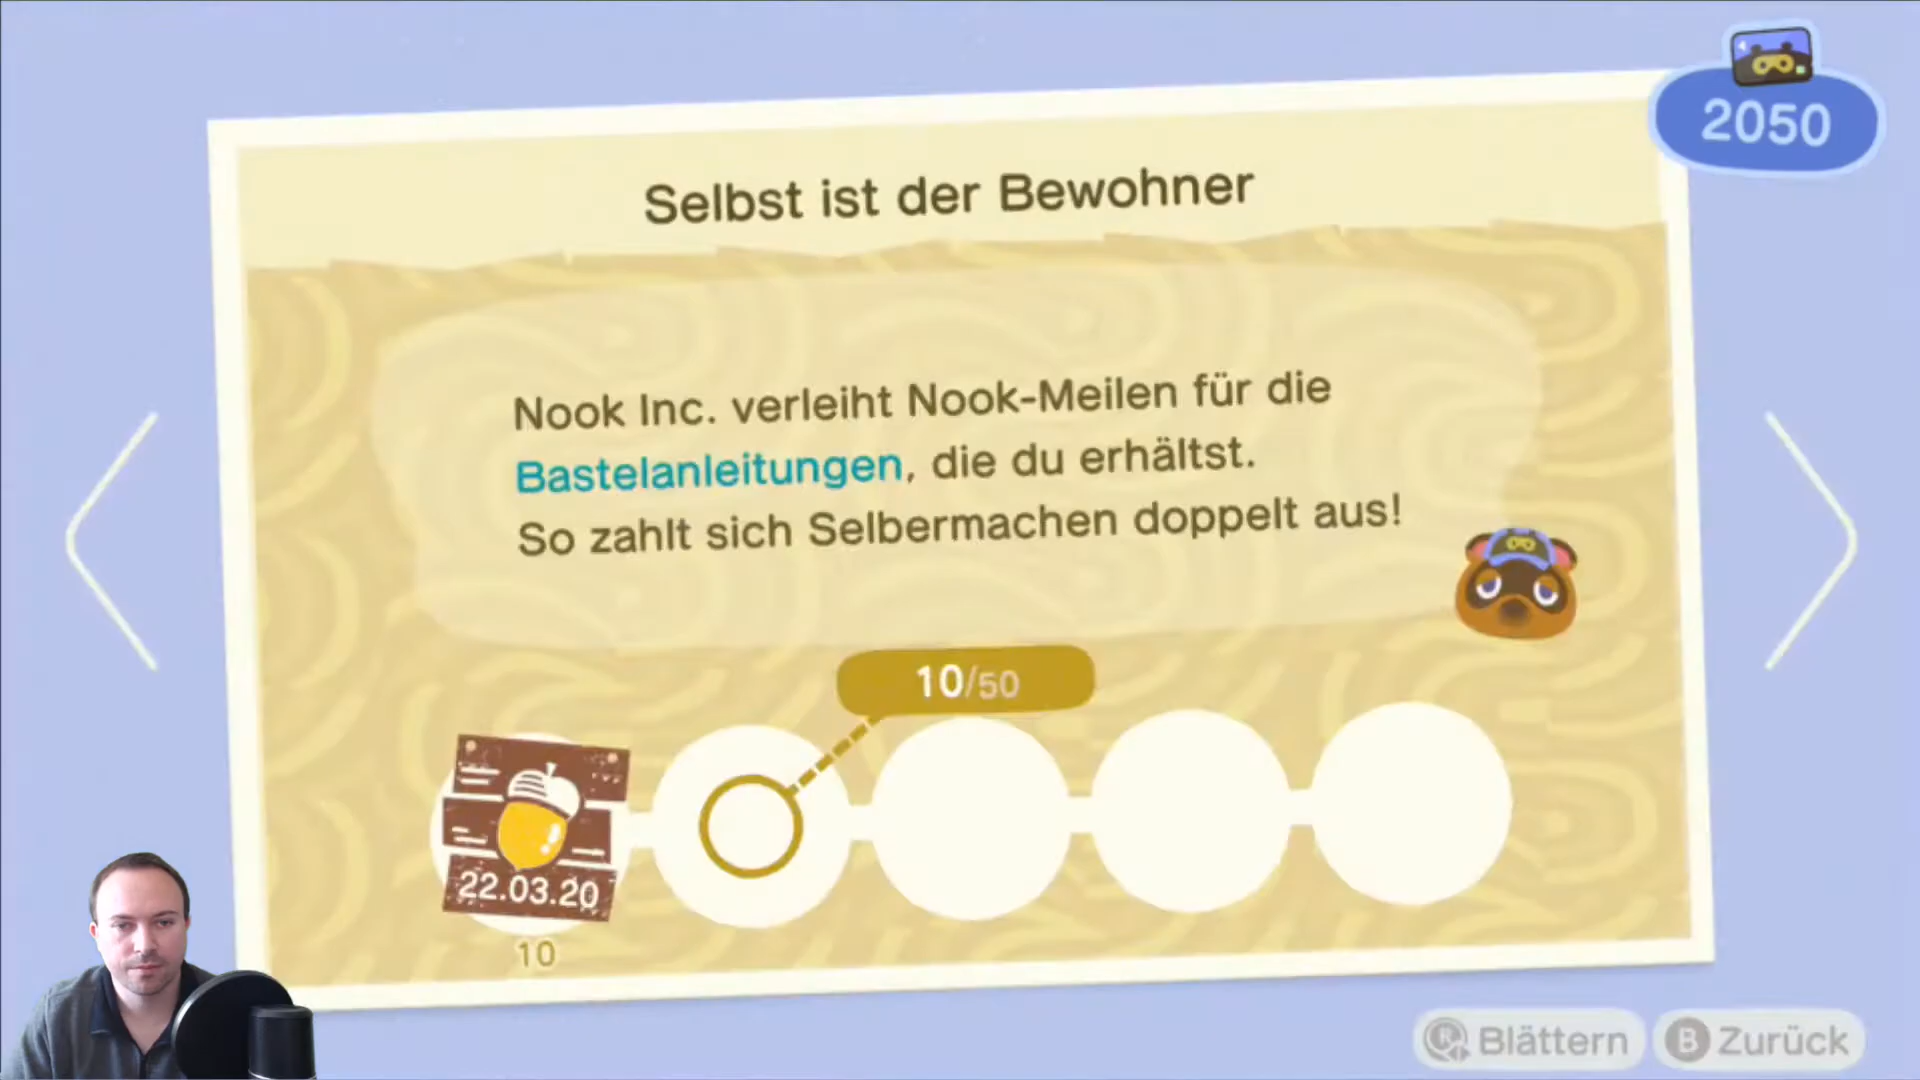 2050
Selbst ist der Bewohner
Nook Inc. verleiht Nook-Meilen für die
Bastelanleitungen, die du erhältst.
So zahlt sich Selbermachen doppelt aus!
10/50
22.03.20
10
R Blättern
B Zurück